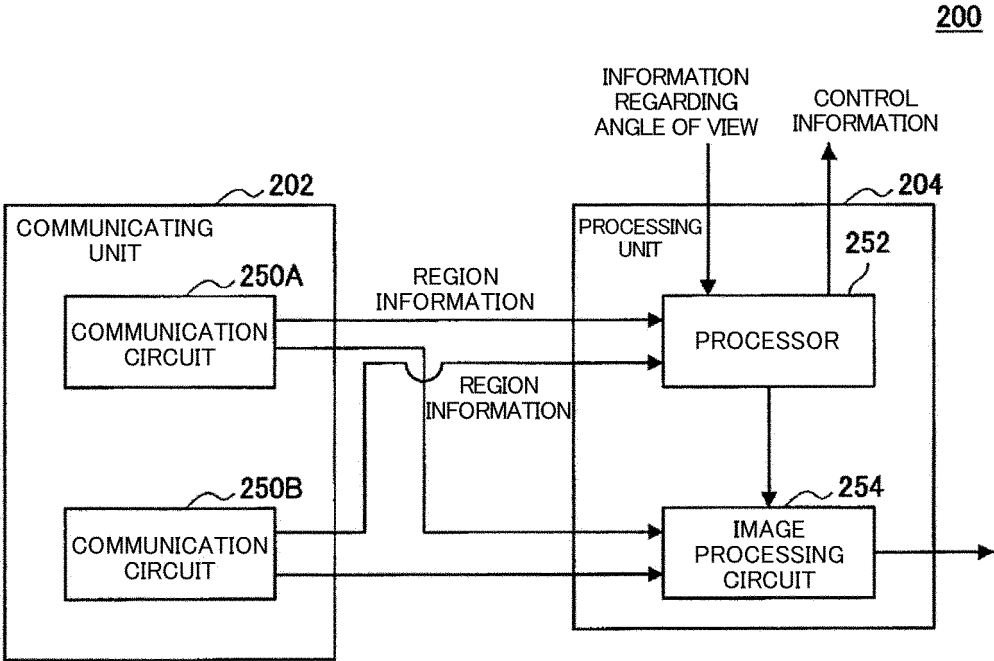 200
INFORMATION
REGARDING
ANGLE OF VIEW
CONTROL
INFORMATION
202
204
COMMUNICATING
UNIT
PROCESSING
UNIT
250A
252
REGION
INFORMATION
COMMUNICATION
CIRCUIT
PROCESSOR
REGION
INFORMATION
250B
254
COMMUNICATION
CIRCUIT
IMAGE
PROCESSING
CIRCUIT